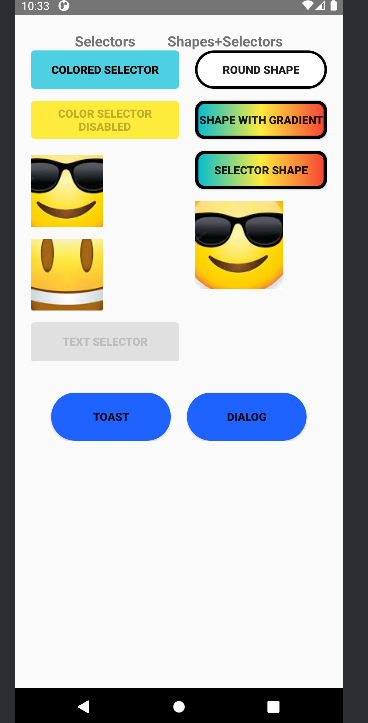 10:33
Selectors
Shapes+Selectors
COLORED SELECTOR
ROUND SHAPE
COLOR SELECTOR
DISABLED
SHAPE WITH GRADIENT
SELECTOR SHAPE
TEXT SELECTOR
TOAST
DIALOG